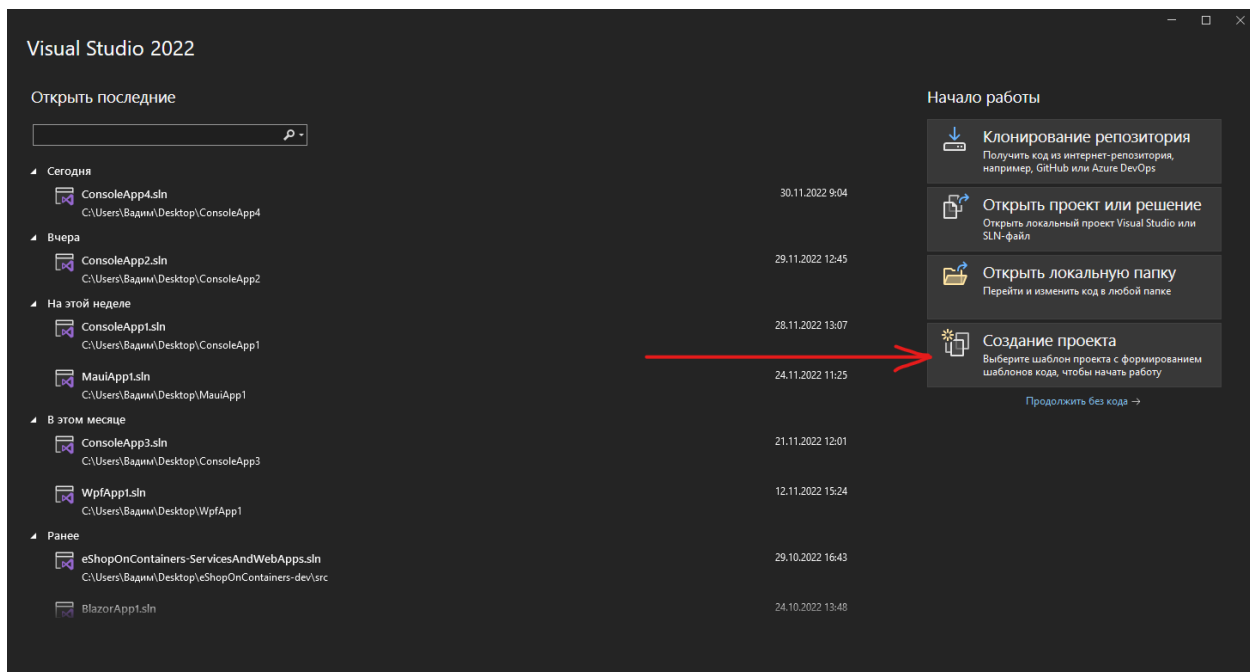 Visual Studio 2022
Открыть последние
Сегодня
ConsoleApp4.sln
30.11.2022 9:04
C:\Users\Вадим\Desktop\ConsoleApp4
Вчера
ConsoleApp2.sln
29.11.2022 12:45
C:\Users\Вадим\Desktop\ConsoleApp2
На этой неделе
ConsoleApp1.sln
28.11.2022 13:07
C:\Users\Вадим\Desktop\ConsoleApp1
MauiApp1.sln
24.11.2022 11:25
C:\Users\Вадим\Desktop\MauiApp1
В этом месяце
ConsoleApp3.sln
21.11.2022 12:01
C:\Users\Вадим\Desktop\ConsoleApp3
WpfApp1.sln
12.11.2022 15:24
C:\Users\Вадим\Desktop\WpfApp1
Ранее
eShopOnContainers-ServicesAndWebApps.sln
29.10.2022 16:43
C:\Users\Вадим\Desktop\eShopOnContainers-dev\src
BlazorApp1.sln
24.10.2022 13:48
Начало работы
Клонирование репозитория
Получить код из интернет-репозитория,
например, GitHub или Azure DevOps
Открыть проект или решение
Открыть локальный проект Visual Studio или
SLN-файл
Открыть локальную папку
Перейти и изменить код в любой папке
Создание проекта
Выберите шаблон проекта с формированием
шаблонов кода, чтобы начать работу
Продолжить без кода →